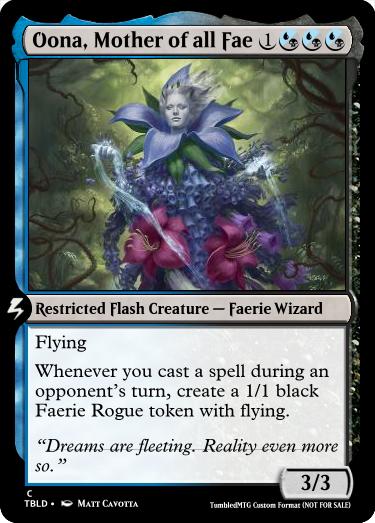 Oona, Mother of all Fae 1
Restricted Flash Creature — Faerie Wizard
Flying
Whenever you cast a spell during an
opponent's turn, create a 1/1 black
Faerie Rogue token with flying.
“Dreams are fleeting. Reality even more
so.”
3/3
C
TBLD • Matt Cavotta
TumbledMTG Custom Format (NOT FOR SALE)